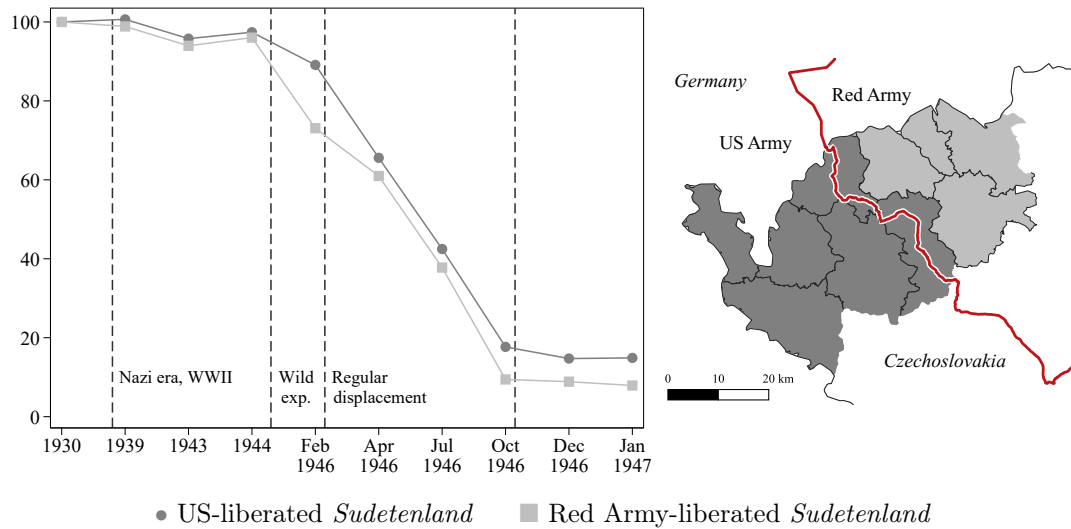 100
80
60
40
20
0
Nazi era, WWII
Wild
exp.
Regular
displacement
1930
1939
1943
1944
Feb
1946
Apr
1946
Jul
1946
Oct
1946
Dec
1946
Jan
1947
Germany
Red Army
US Army
Czechoslovakia
0 10 20 km
US-liberated Sudetenland
Red Army-liberated Sudetenland